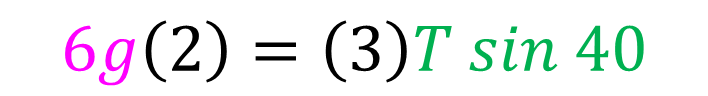 6g(2) = (3)T sin 40